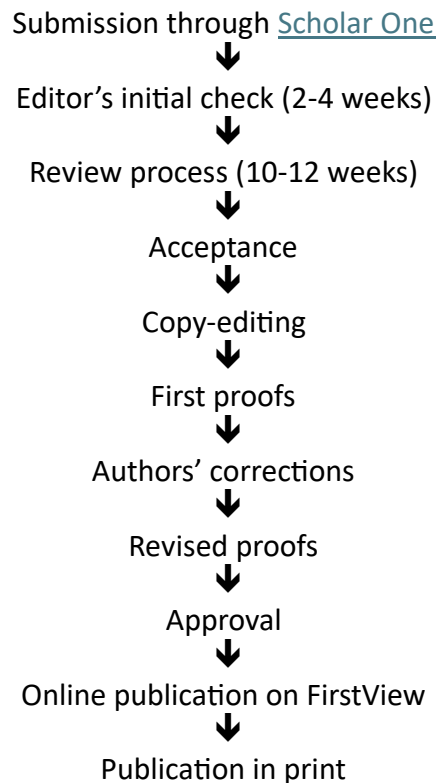 Submission through Scholar One
Editor’s initial check (2-4 weeks)
Review process (10-12 weeks)
Acceptance
Copy-editing
First proofs
Authors’ corrections
Revised proofs
Approval
Online publication on FirstView
Publication in print